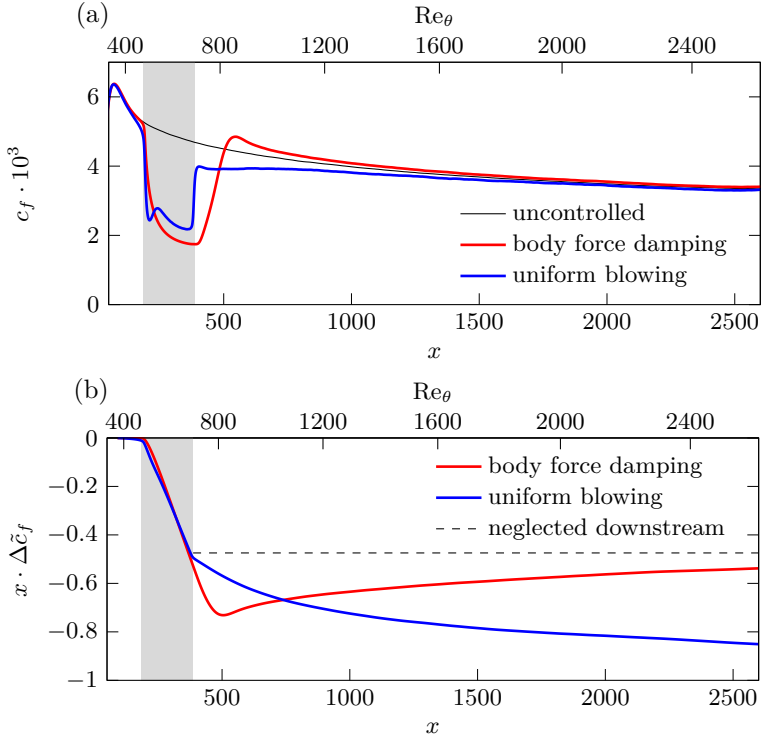 (a)
Re_θ
400 800 1200 1600 2000 2400
6
4
2
0
c_f · 10^3
uncontrolled
body force damping
uniform blowing
500 1000 1500 2000 2500
x
(b)
Re_θ
400 800 1200 1600 2000 2400
0
−0.2
−0.4
−0.6
−0.8
−1
x · Δc̃_f
body force damping
uniform blowing
neglected downstream
500 1000 1500 2000 2500
x